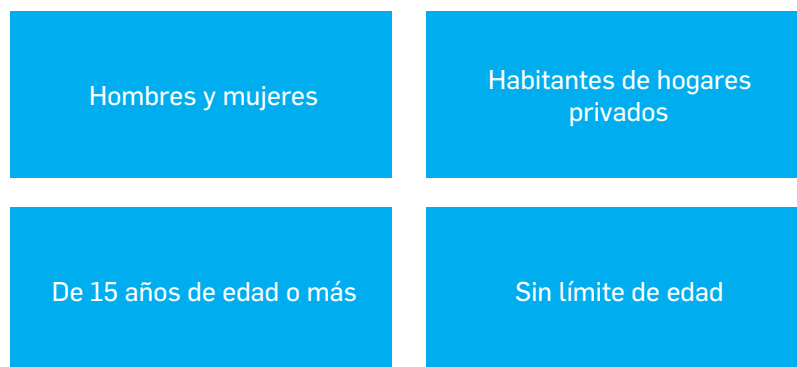 Hombres y mujeres
Habitantes de hogares
privados
De 15 años de edad o más
Sin límite de edad